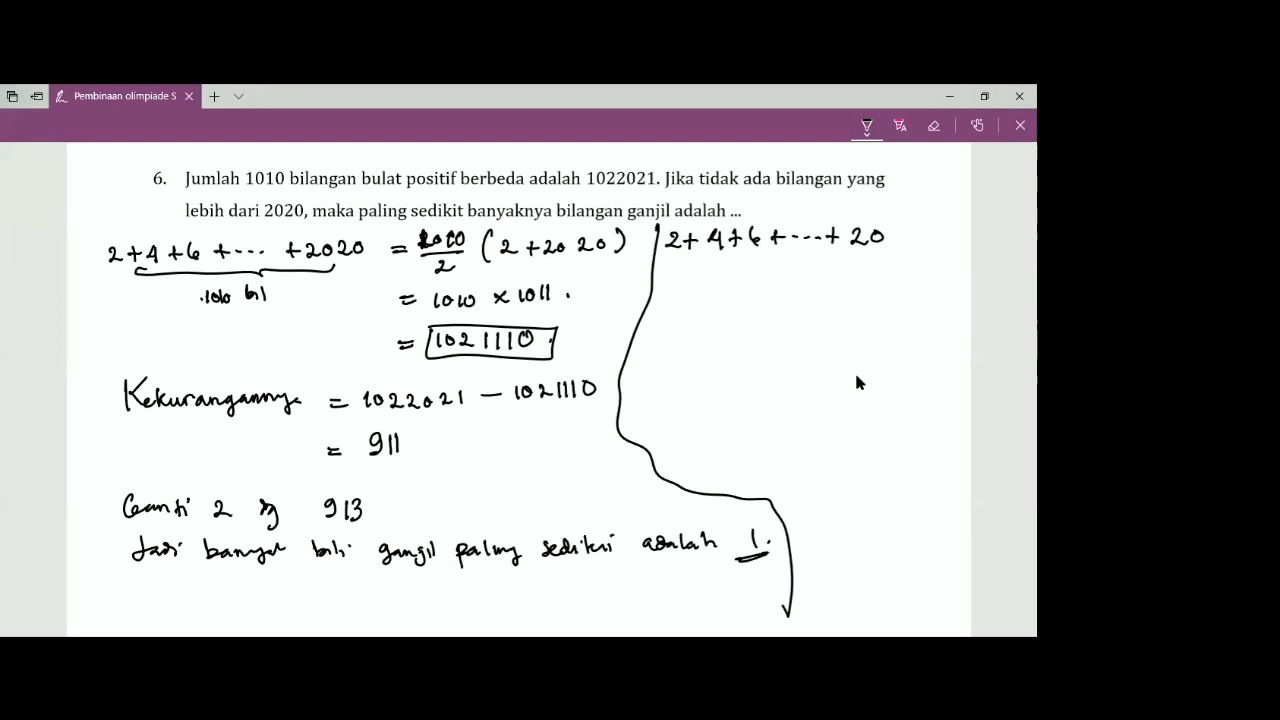 Pembinaan olimpiade S
6. Jumlah 1010 bilangan bulat positif berbeda adalah 1022021. Jika tidak ada bilangan yang
lebih dari 2020, maka paling sedikit banyaknya bilangan ganjil adalah ...
2+4+6+...+2020 = 1010/2 (2+2020)
bil
= 1010 × 1011.
= 1021110.
Kekurangannya = 1022021 - 1021110
= 911
Ganti 2 dg 913
Jadi banyak bil. ganjil paling sedikit adalah 1.
2+4+6+...+20